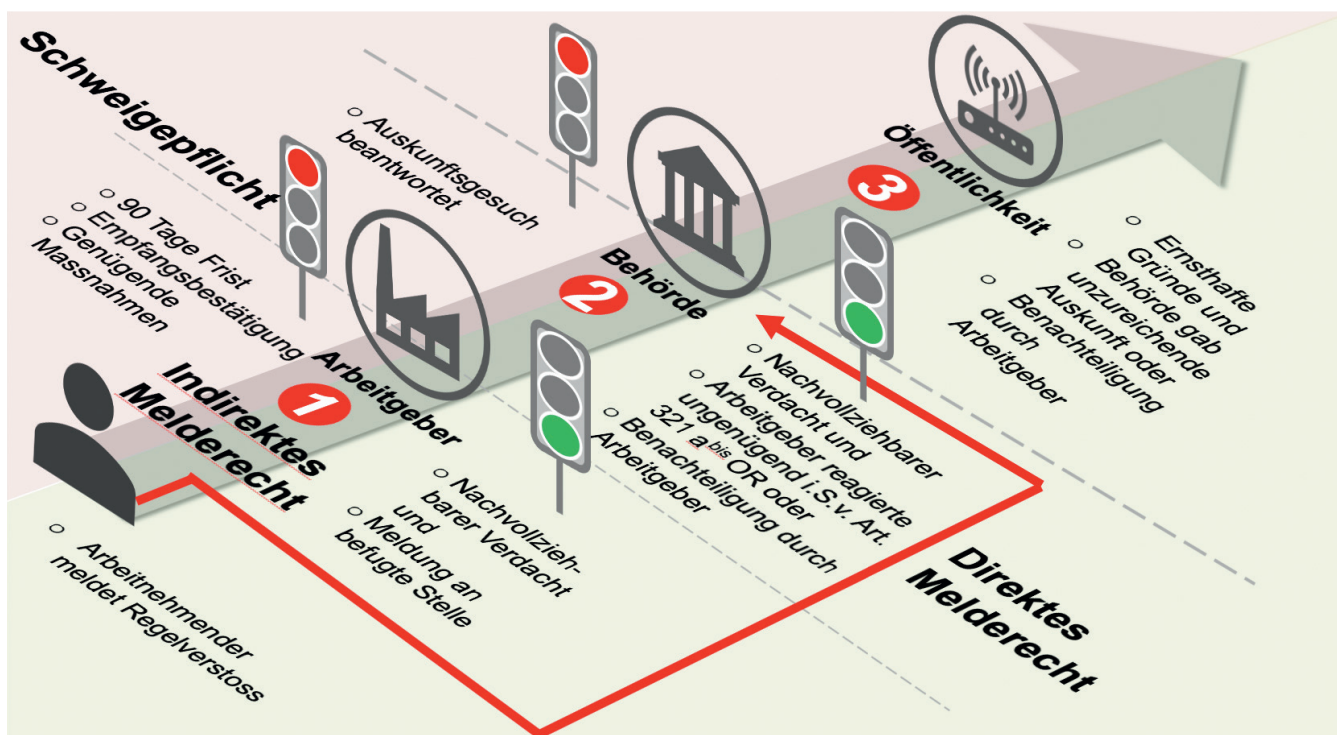 Schweigepflicht
○ 90 Tage Frist
○ Empfangsbestätigung
○ Genügende
Massnahmen
○ Auskunftsgesuch
beantwortet
Indirektes
Melderecht
1
Arbeitgeber
2
Behörde
3
Öffentlichkeit
○ Arbeitnehmender
meldet Regelverstoss
○ Nachvollzieh-
barer Verdacht
und
○ Meldung an
befugte Stelle
○ Nachvollziehbarer
Verdacht und
○ Arbeitgeber reagierte
ungenügend i.S.v. Art.
321 a bis OR oder
○ Benachteiligung durch
Arbeitgeber
○ Ernsthafte
Gründe und
○ Behörde gab
unzureichende
Auskunft oder
○ Benachteiligung
durch
Arbeitgeber
Direktes
Melderecht